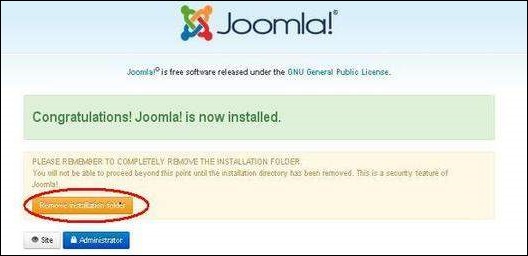 Joomla!®
Joomla!® is free software released under the GNU General Public License.
Congratulations! Joomla! is now installed.
PLEASE REMEMBER TO COMPLETELY REMOVE THE INSTALLATION FOLDER.
You will not be able to proceed beyond this point until the installation directory has been removed. This is a security feature of
Joomla!
Remove installation folder
Site Administrator